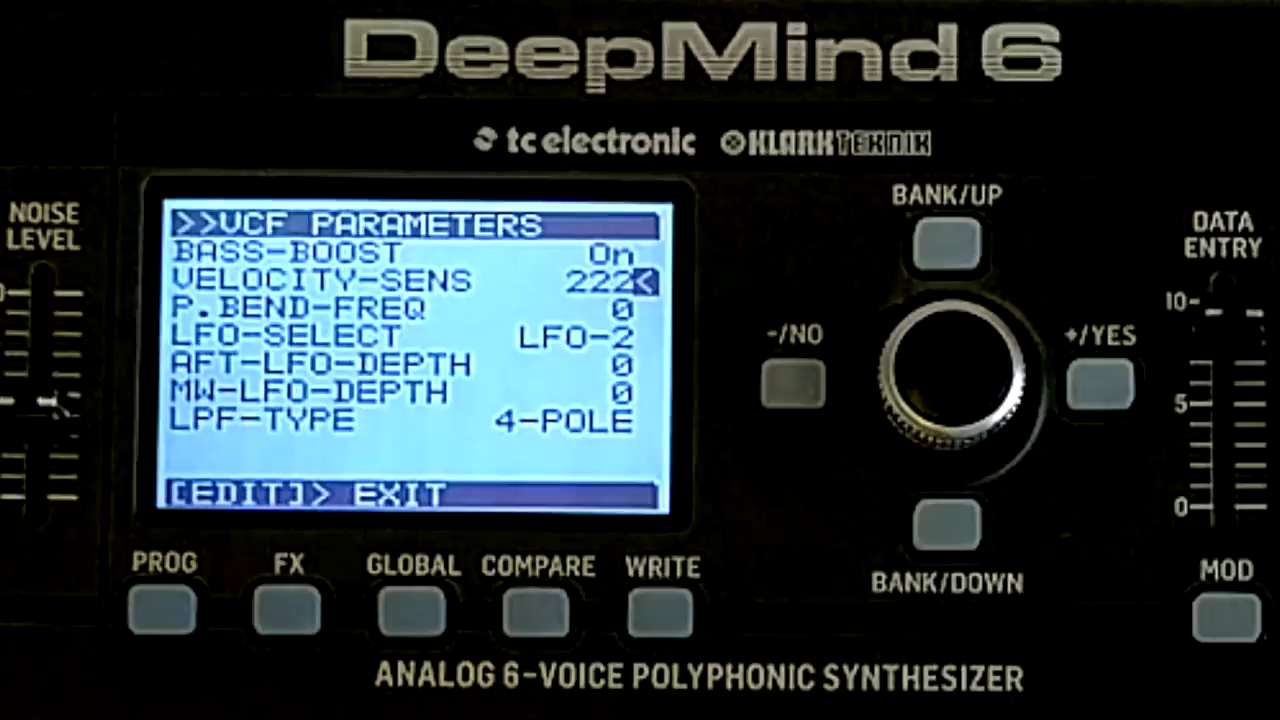 DeepMind 6
tc electronic KLARK TEKNIK
NOISE LEVEL
>>VCF PARAMETERS
BASS-BOOST On
VELOCITY-SENS 222<
P.BEND-FREQ 0
LFO-SELECT LFO-2
AFT-LFO-DEPTH 0
MW-LFO-DEPTH 0
LPF-TYPE 4-POLE
[EDIT]> EXIT
BANK/UP
-/NO
+/YES
BANK/DOWN
DATA ENTRY
10
5
0
MOD
PROG FX GLOBAL COMPARE WRITE
ANALOG 6-VOICE POLYPHONIC SYNTHESIZER